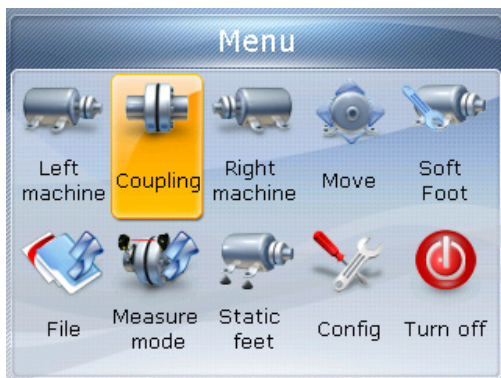 Menu
Left machine
Coupling
Right machine
Move
Soft Foot
File
Measure mode
Static feet
Config
Turn off